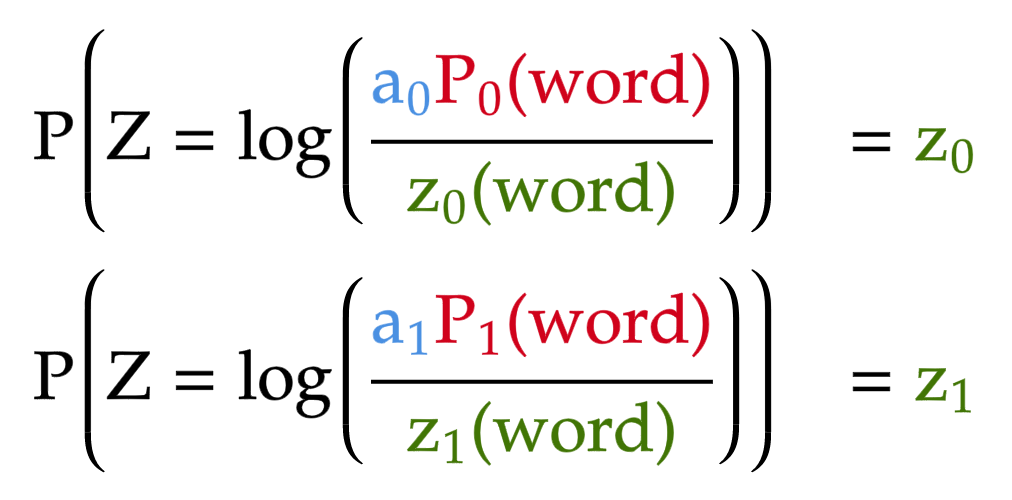 P(Z = log(a₀P₀(word) / z₀(word))) = z₀
P(Z = log(a₁P₁(word) / z₁(word))) = z₁